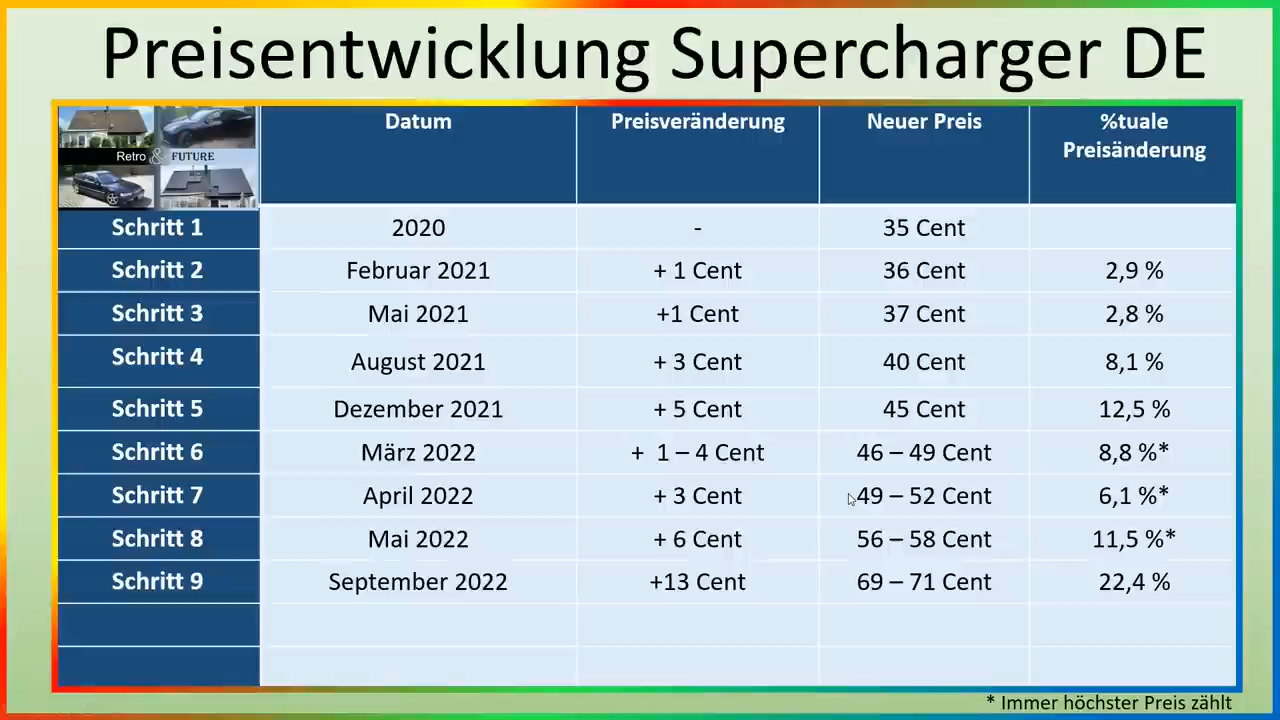 Preisentwicklung Supercharger DE
Retro & FUTURE
Datum Preisveränderung Neuer Preis %tuale Preisänderung
Schritt 1 2020 - 35 Cent
Schritt 2 Februar 2021 + 1 Cent 36 Cent 2,9 %
Schritt 3 Mai 2021 +1 Cent 37 Cent 2,8 %
Schritt 4 August 2021 + 3 Cent 40 Cent 8,1 %
Schritt 5 Dezember 2021 + 5 Cent 45 Cent 12,5 %
Schritt 6 März 2022 + 1 – 4 Cent 46 – 49 Cent 8,8 %*
Schritt 7 April 2022 + 3 Cent 49 – 52 Cent 6,1 %*
Schritt 8 Mai 2022 + 6 Cent 56 – 58 Cent 11,5 %*
Schritt 9 September 2022 +13 Cent 69 – 71 Cent 22,4 %
* Immer höchster Preis zählt